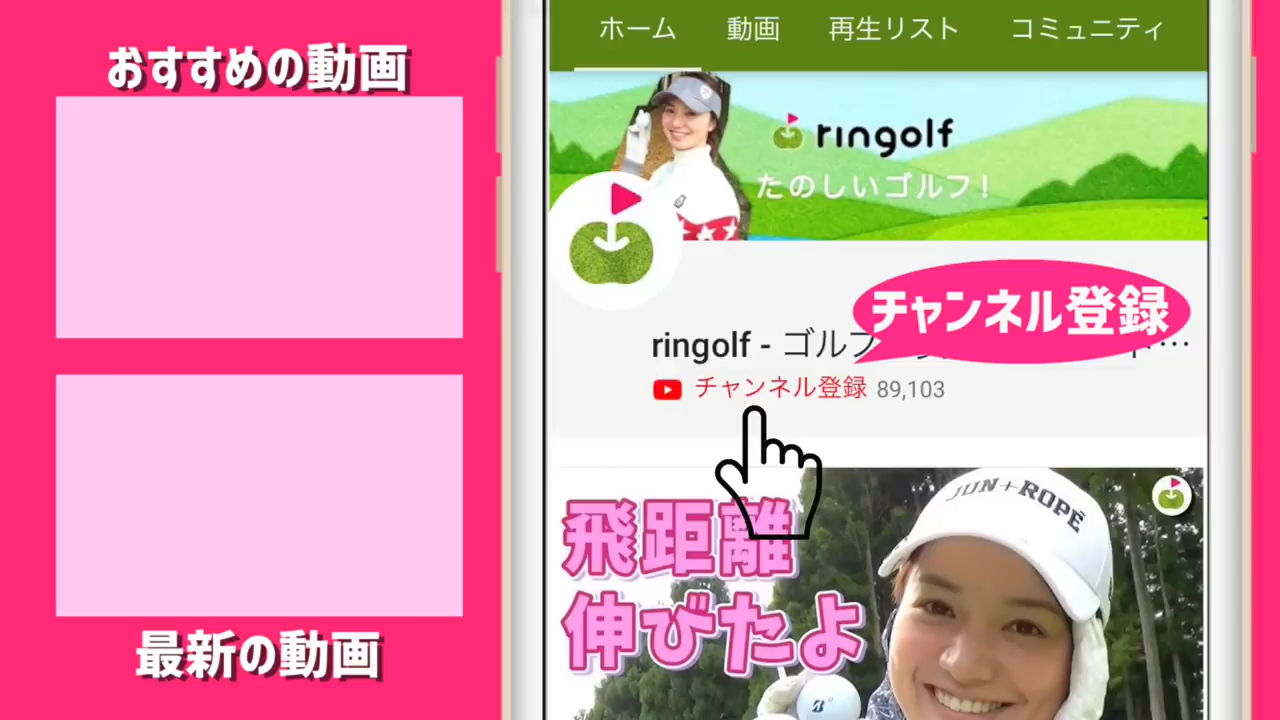 おすすめの動画
最新の動画
ホーム 動画 再生リスト コミュニティ
ringolf
たのしいゴルフ!
チャンネル登録
ringolf - ゴルフ
チャンネル登録 89,103
JUN+ROPÉ
飛距離
伸びたよ
B